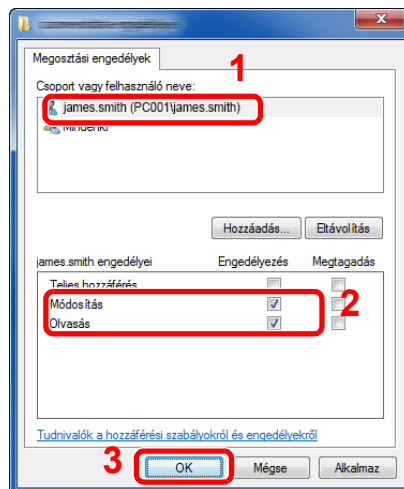 x
Megosztási engedélyek
1
Csoport vagy felhasználó neve:
james.smith (PC001\james.smith)
Mindenki
Hozzáadás... Eltávolítás
james.smith engedélyei Engedélyezés Megtagadás
Teljes hozzáférés
Módosítás
2
Olvasás
Tudnivalók a hozzáférési szabályokról és engedélyekről
3
OK Mégse Alkalmaz